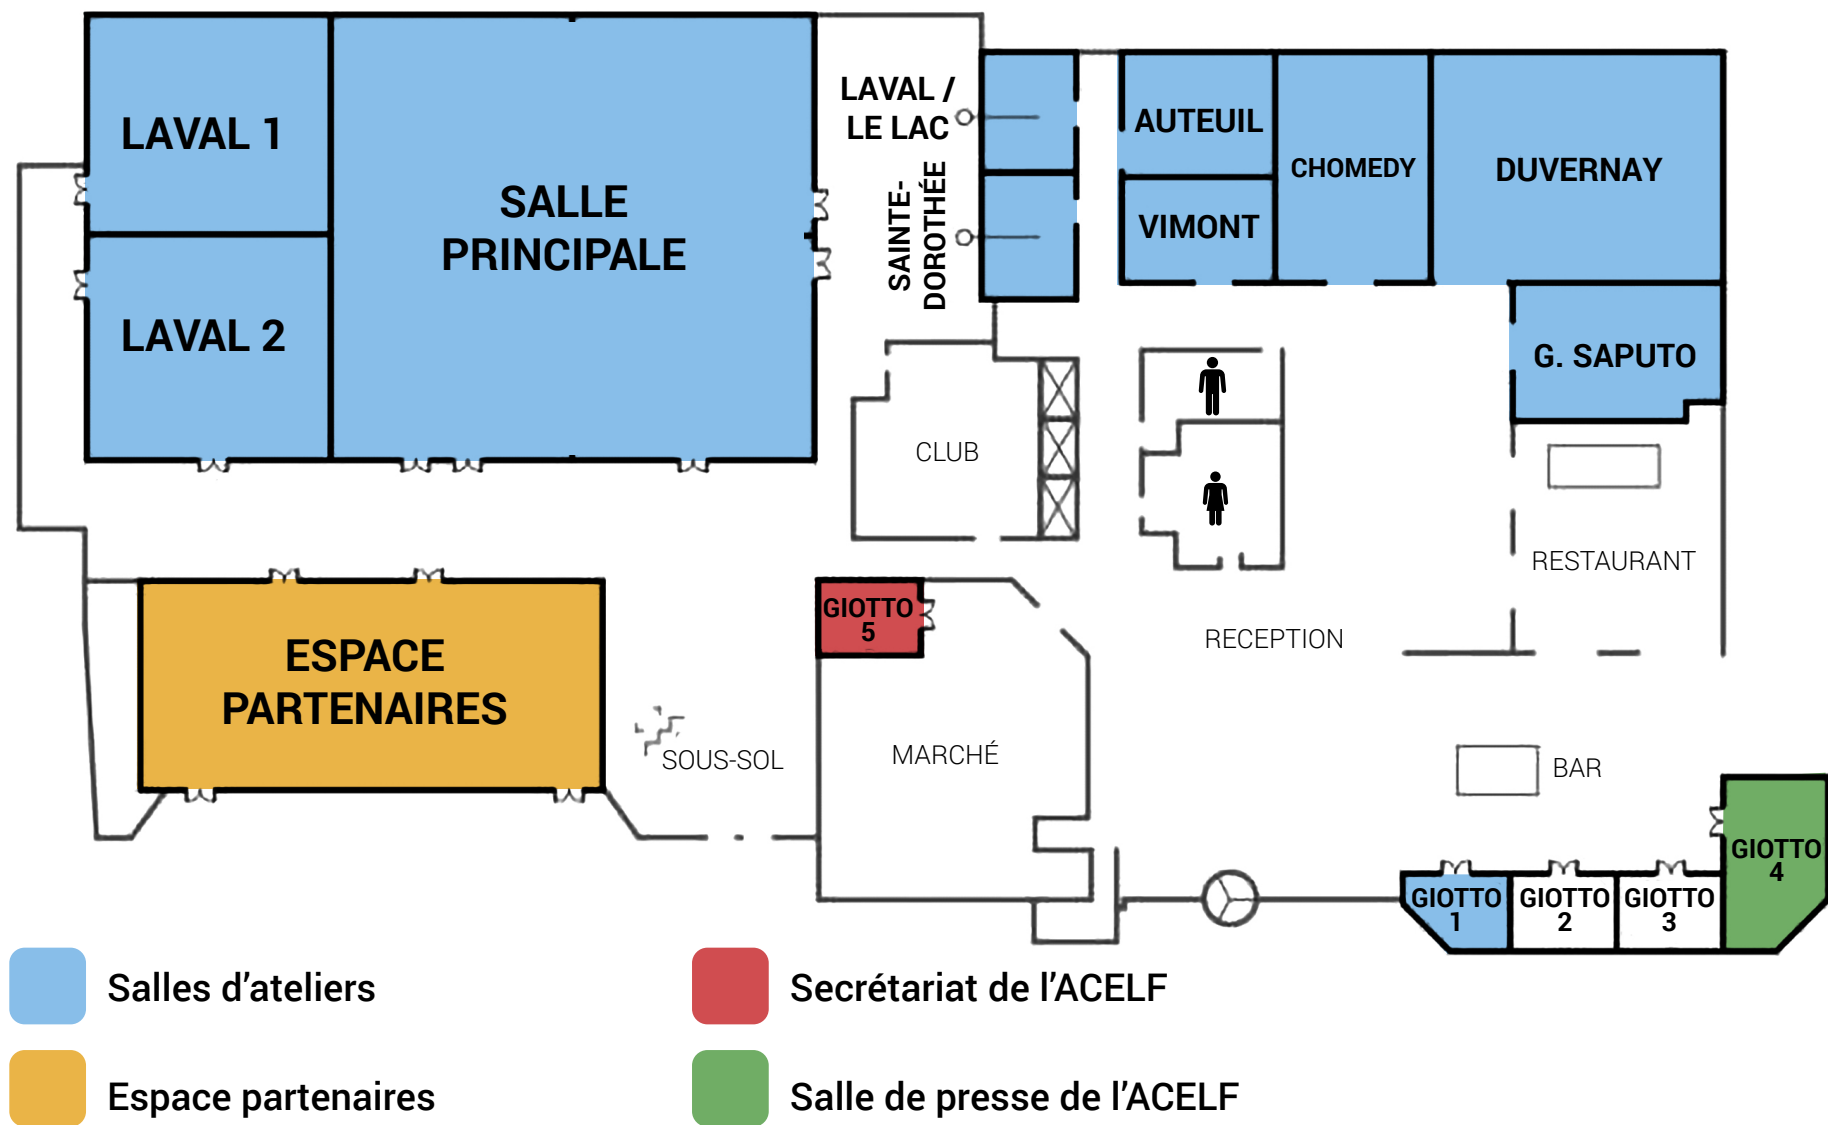 LAVAL 1
LAVAL 2
SALLE
PRINCIPALE
LAVAL /
LE LAC
SAINTE-
DOROTHÉE
AUTEUIL
VIMONT
CHOMEDY
DUVERNAY
G. SAPUTO
CLUB
RESTAURANT
RECEPTION
ESPACE
PARTENAIRES
SOUS-SOL
GIOTTO
5
MARCHÉ
BAR
GIOTTO
1
GIOTTO
2
GIOTTO
3
GIOTTO
4
Salles d’ateliers
Espace partenaires
Secrétariat de l’ACELF
Salle de presse de l’ACELF